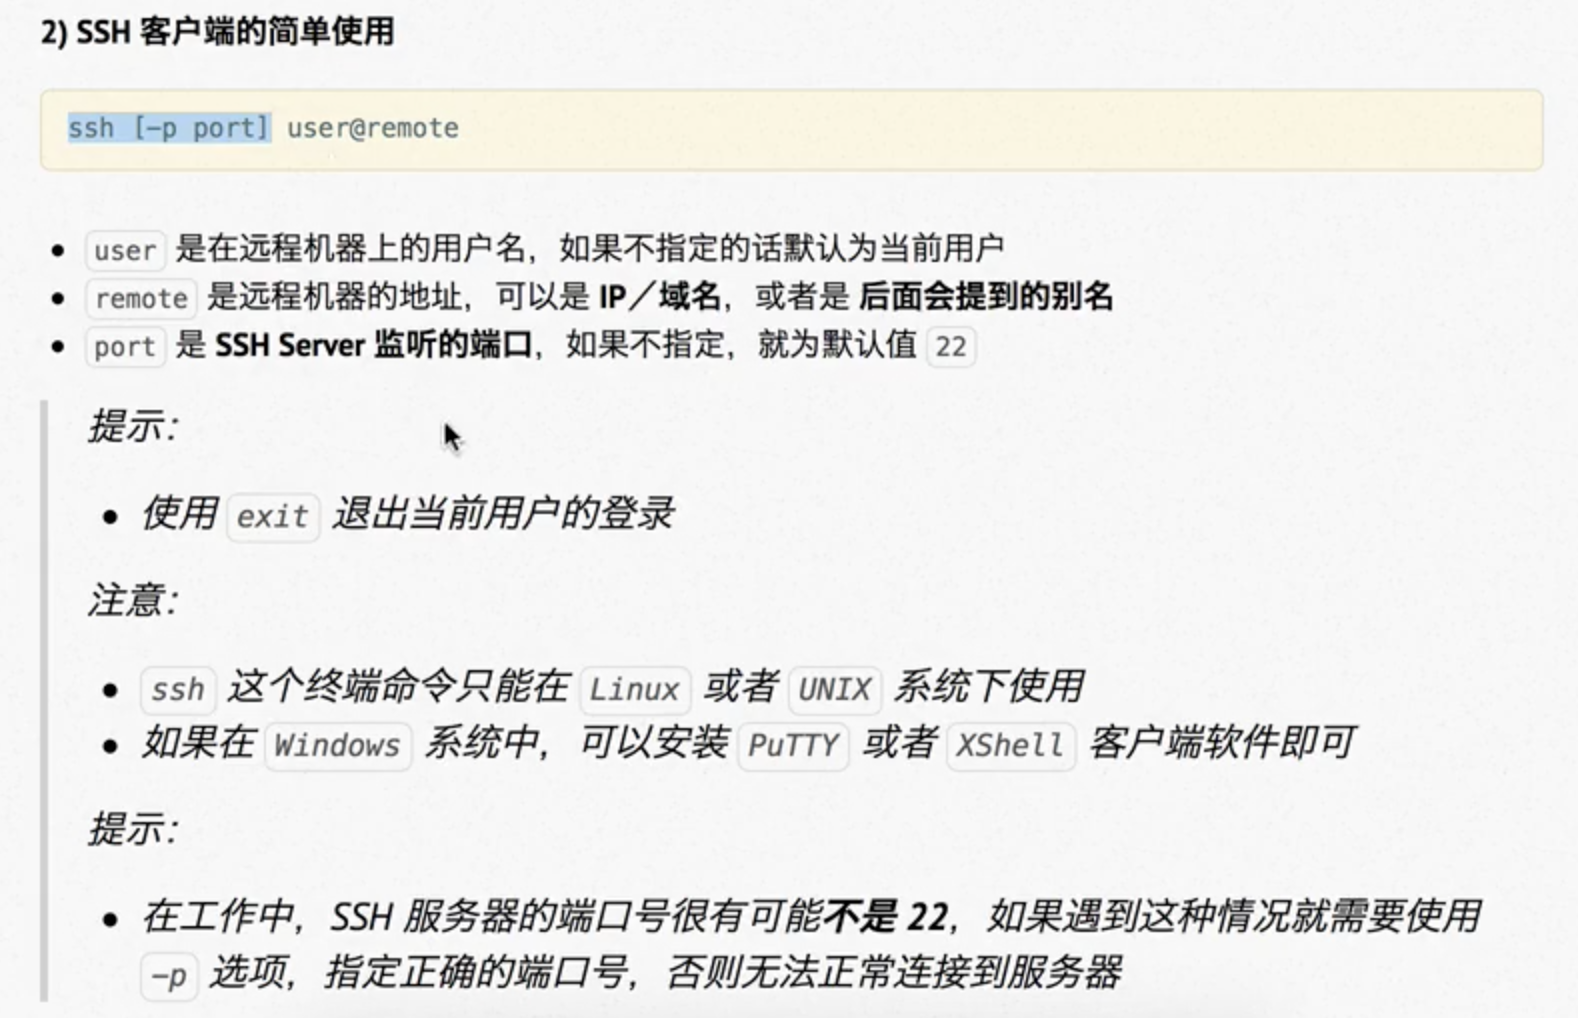 2) SSH 客户端的简单使用
ssh [-p port] user@remote
user 是在远程机器上的用户名，如果不指定的话默认为当前用户
remote 是远程机器的地址，可以是 IP／域名，或者是 后面会提到的别名
port 是 SSH Server 监听的端口，如果不指定，就为默认值 22
提示：
使用 exit 退出当前用户的登录
注意：
ssh 这个终端命令只能在 Linux 或者 UNIX 系统下使用
如果在 Windows 系统中，可以安装 PuTTY 或者 XShell 客户端软件即可
提示：
在工作中，SSH 服务器的端口号很有可能不是 22，如果遇到这种情况就需要使用
-p 选项，指定正确的端口号，否则无法正常连接到服务器